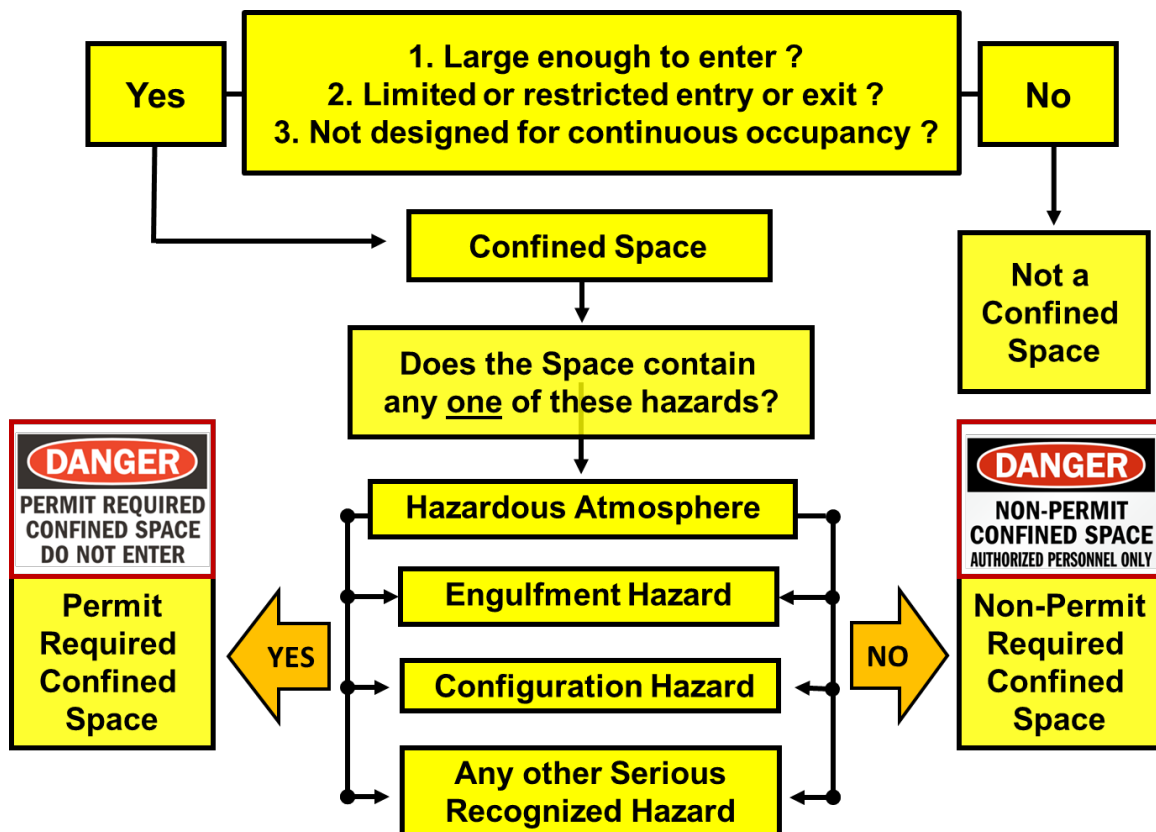 1. Large enough to enter ?
2. Limited or restricted entry or exit ?
3. Not designed for continuous occupancy ?
Yes
No
Confined Space
Not a
Confined
Space
Does the Space contain
any one of these hazards?
DANGER
PERMIT REQUIRED
CONFINED SPACE
DO NOT ENTER
Permit
Required
Confined
Space
YES
Hazardous Atmosphere
Engulfment Hazard
Configuration Hazard
Any other Serious
Recognized Hazard
NO
DANGER
NON-PERMIT
CONFINED SPACE
AUTHORIZED PERSONNEL ONLY
Non-Permit
Required
Confined
Space